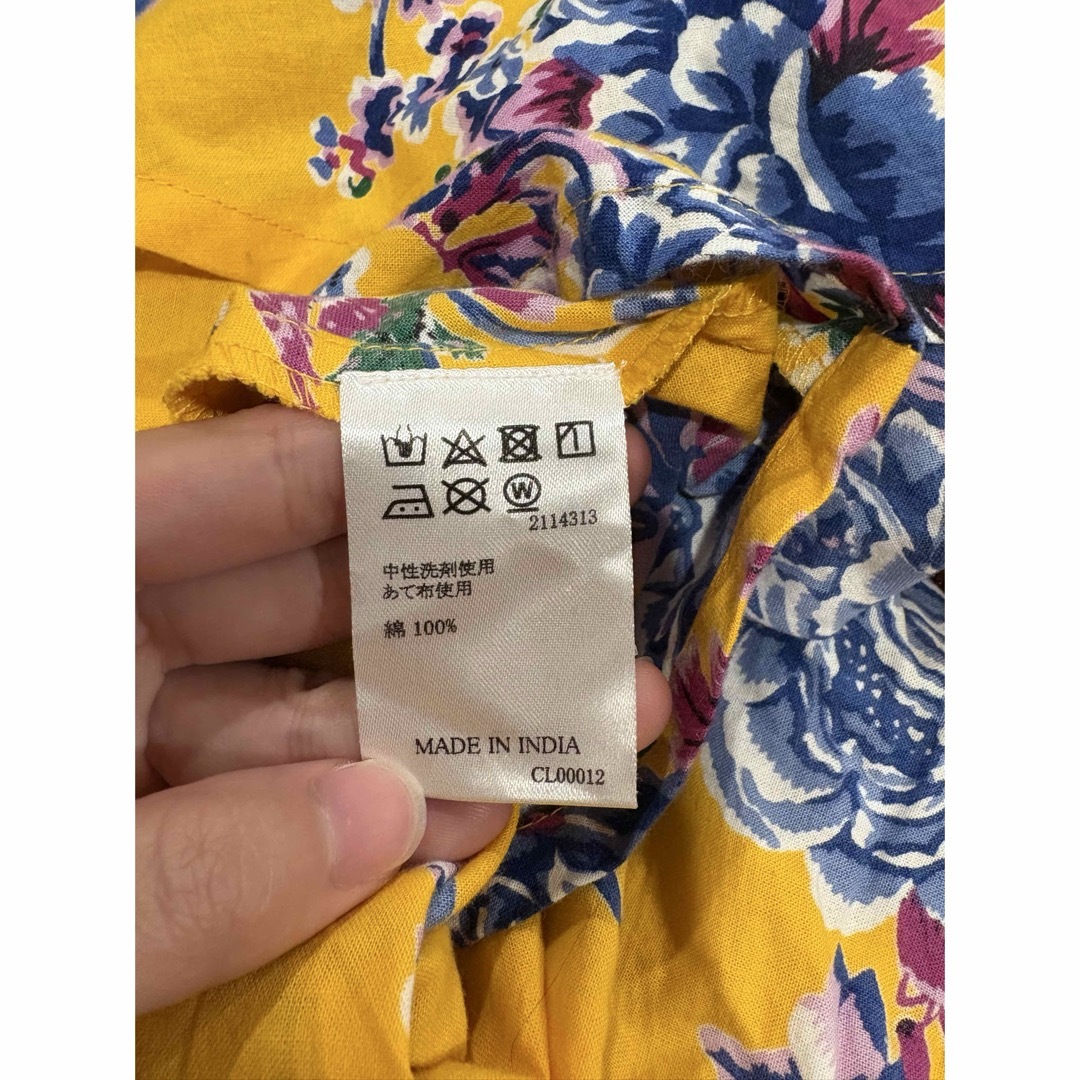 W
2114313
中性洗剤使用
あて布使用
綿 100%
MADE IN INDIA
CL00012